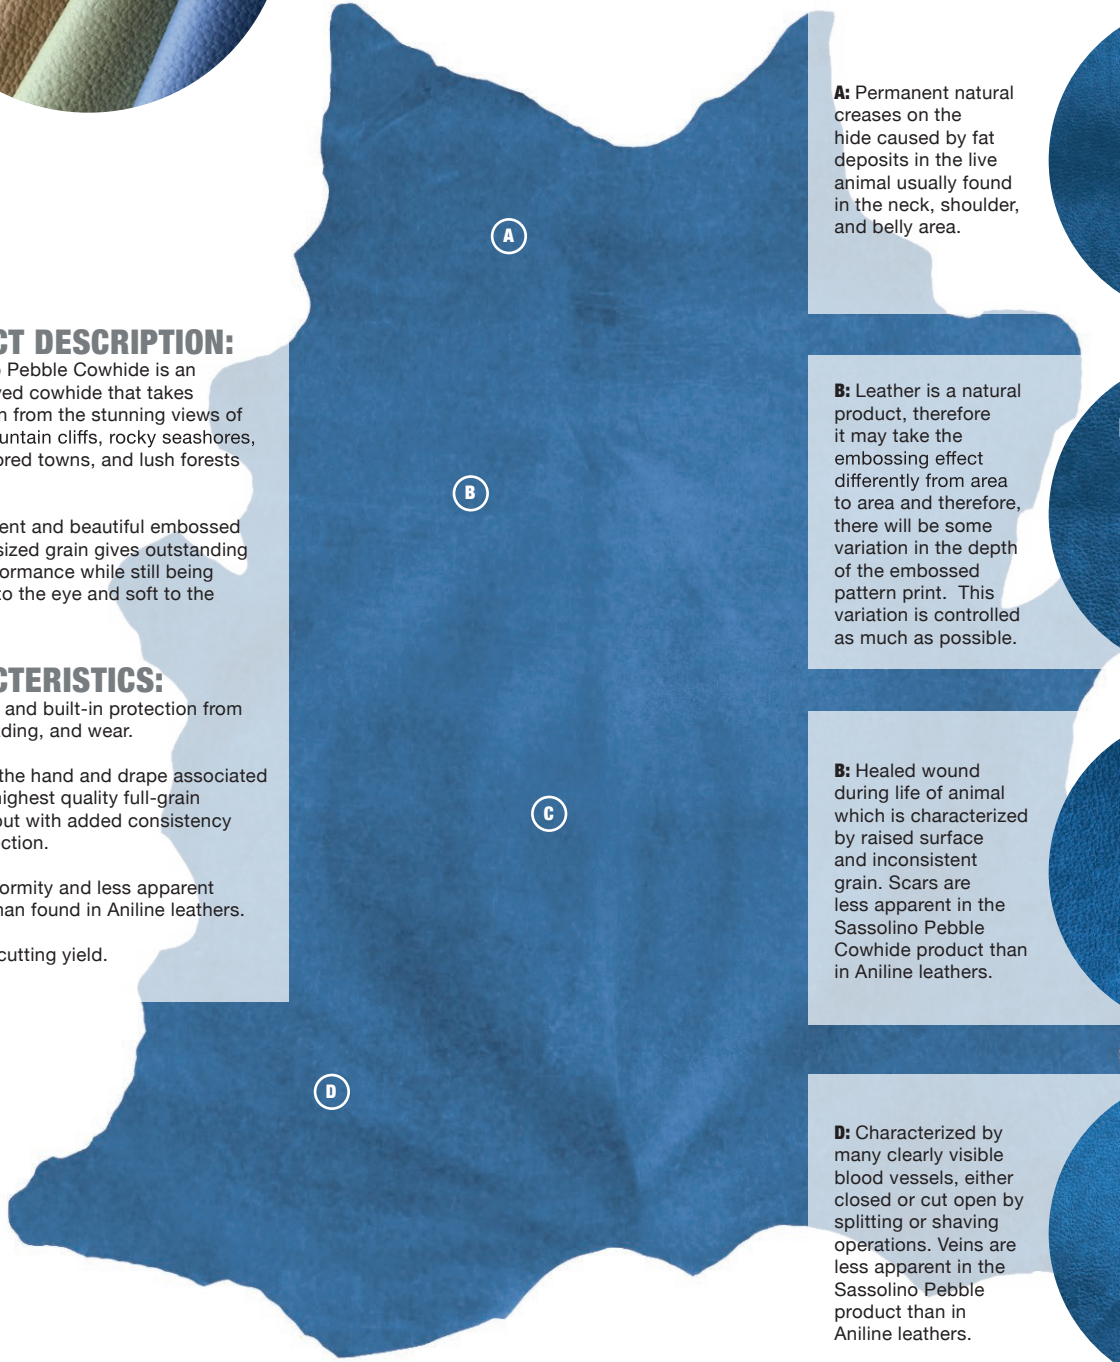 CT DESCRIPTION:
Pebble Cowhide is an
ved cowhide that takes
n from the stunning views of
untain cliffs, rocky seashores,
ored towns, and lush forests
ent and beautiful embossed
sized grain gives outstanding
ormance while still being
to the eye and soft to the
CTERISTICS:
and built-in protection from
ding, and wear.
the hand and drape associated
highest quality full-grain
but with added consistency
ction.
ormity and less apparent
han found in Aniline leathers.
cutting yield.
A
B
C
D
A: Permanent natural
creases on the
hide caused by fat
deposits in the live
animal usually found
in the neck, shoulder,
and belly area.
B: Leather is a natural
product, therefore
it may take the
embossing effect
differently from area
to area and therefore,
there will be some
variation in the depth
of the embossed
pattern print.  This
variation is controlled
as much as possible.
B: Healed wound
during life of animal
which is characterized
by raised surface
and inconsistent
grain. Scars are
less apparent in the
Sassolino Pebble
Cowhide product than
in Aniline leathers.
D: Characterized by
many clearly visible
blood vessels, either
closed or cut open by
splitting or shaving
operations. Veins are
less apparent in the
Sassolino Pebble
product than in
Aniline leathers.